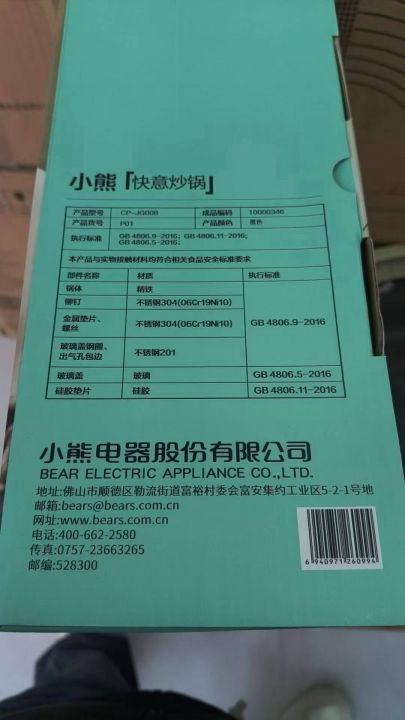 小熊「快意炒锅」
产品型号 CP-JG008 成品编码 10000346
产品货号 P01 产品颜色 墨色
执行标准 GB 4806.9-2016; GB 4806.11-2016;
GB 4806.5-2016;
本产品与实物接触材料均符合相关食品安全标准要求
部件名称 材质 执行标准
锅体 精铁
铆钉 不锈钢304(06Cr19Ni10)
金属垫片、
螺丝 不锈钢304(06Cr19Ni10) GB 4806.9-2016
玻璃盖钢圈、
出气孔包边 不锈钢201
玻璃盖 玻璃 GB 4806.5-2016
硅胶垫片 硅胶 GB 4806.11-2016
小熊电器股份有限公司
BEAR ELECTRIC APPLIANCE CO.,LTD.
地址:佛山市顺德区勒流街道富裕村委会富安集约工业区5-2-1号地
邮箱:bears@bears.com.cn
网址:www.bears.com.cn
电话:400-662-2580
传真:0757-23663265
邮编:528300
6 940971 260994